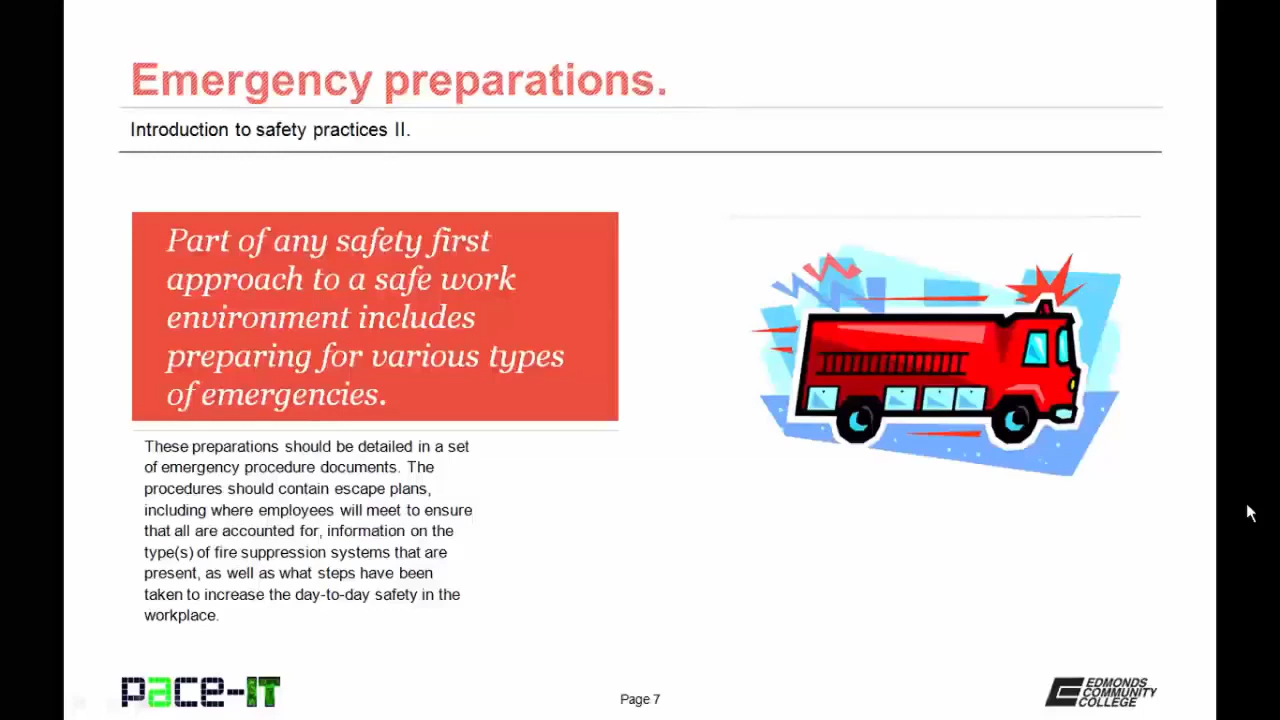 Emergency preparations.
Introduction to safety practices II.
Part of any safety first
approach to a safe work
environment includes
preparing for various types
of emergencies.
These preparations should be detailed in a set
of emergency procedure documents. The
procedures should contain escape plans,
including where employees will meet to ensure
that all are accounted for, information on the
type(s) of fire suppression systems that are
present, as well as what steps have been
taken to increase the day-to-day safety in the
workplace.
pace-IT
Page 7
EDMONDS
COMMUNITY
COLLEGE